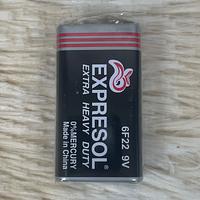 EXPRESOL®
EXTRA HEAVY DUTY
6F22 9V
0%MERCURY
Made in China